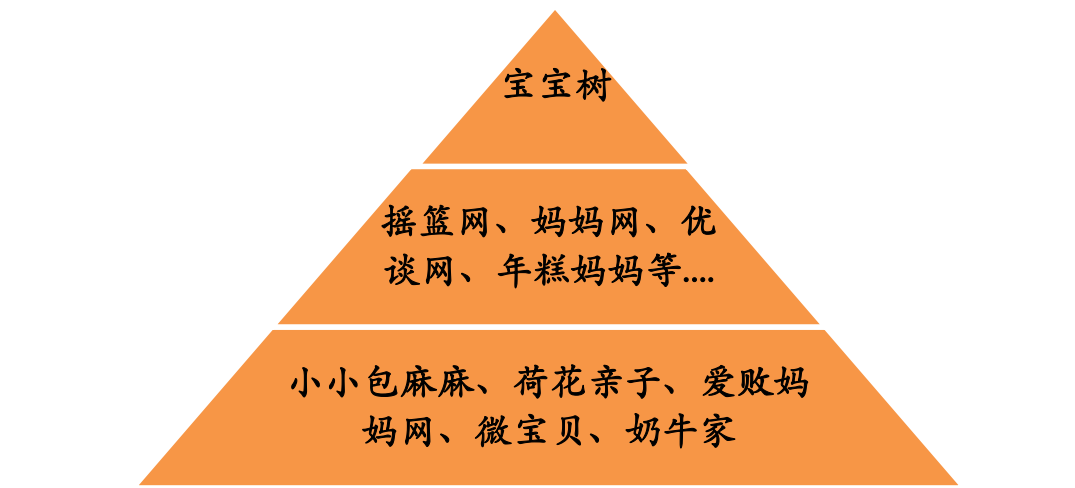 宝宝树
摇篮网、妈妈网、优
谈网、年糕妈妈等....
小小包麻麻、荷花亲子、爱败妈
妈网、微宝贝、奶牛家